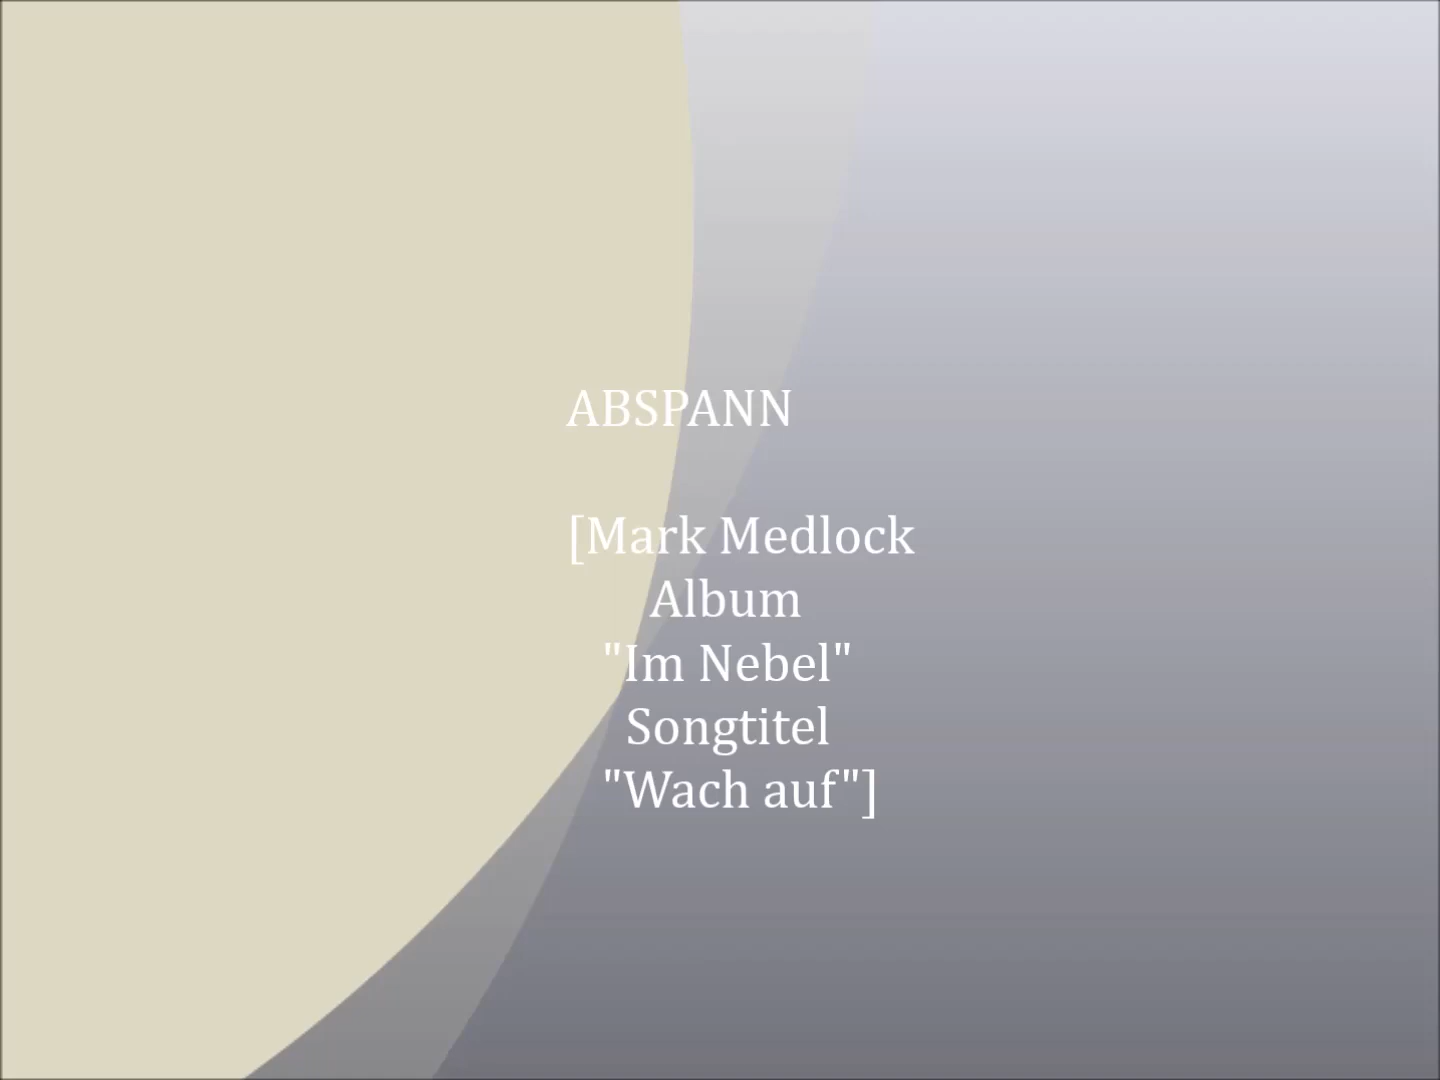 ABSPANN
[Mark Medlock
Album
"Im Nebel"
Songtitel
"Wach auf"]